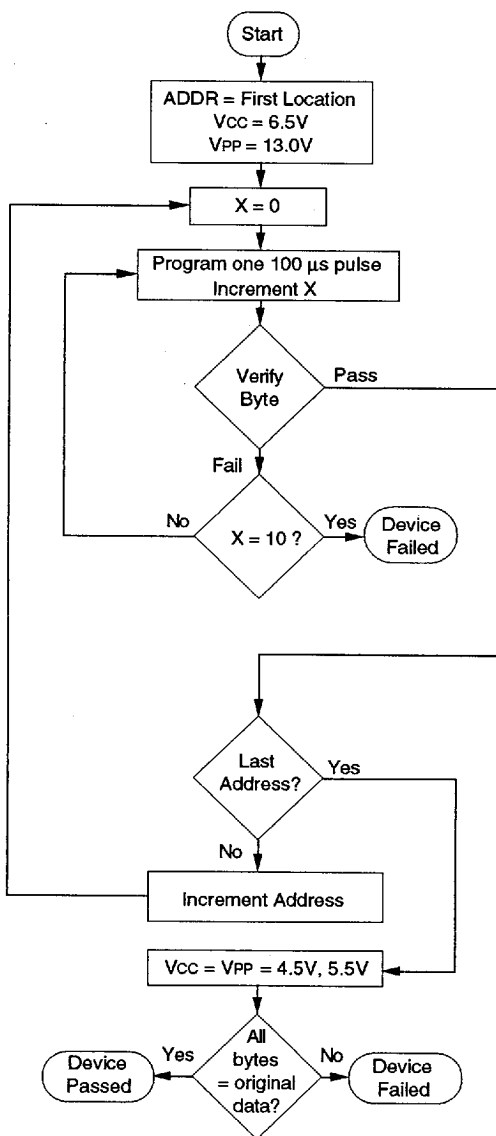 Start
ADDR = First Location
VCC = 6.5V
VPP = 13.0V
X = 0
Program one 100 μs pulse
Increment X
Verify
Byte
Pass
Fail
No
X = 10 ?
Yes
Device
Failed
Last
Address?
Yes
No
Increment Address
VCC = VPP = 4.5V, 5.5V
All
bytes
= original
data?
Yes
No
Device
Passed
Device
Failed